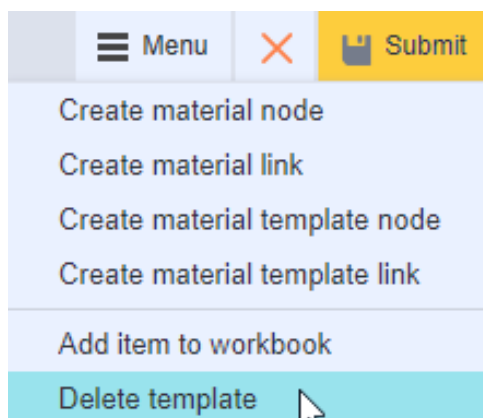 Menu Submit
Create material node
Create material link
Create material template node
Create material template link
Add item to workbook
Delete template